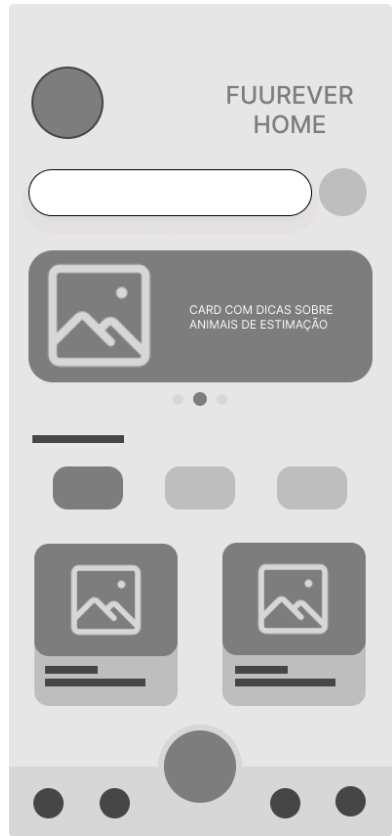 FUUREVER
HOME
CARD COM DICAS SOBRE
ANIMAIS DE ESTIMAÇÃO